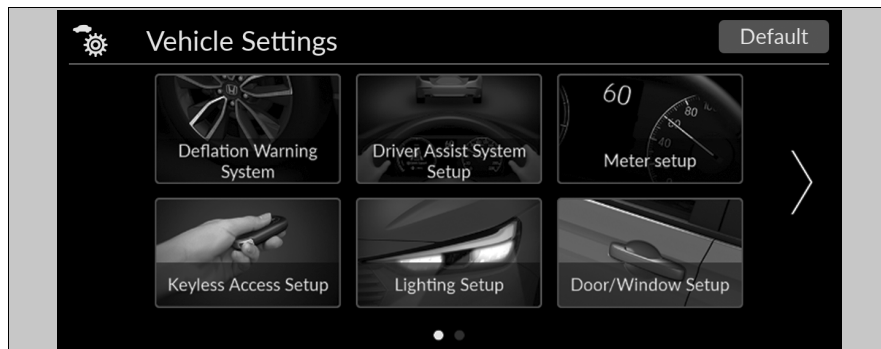 Vehicle Settings
Default
Deflation Warning
System
Driver Assist System
Setup
60
80
60
40
Meter setup
Keyless Access Setup
Lighting Setup
Door/Window Setup